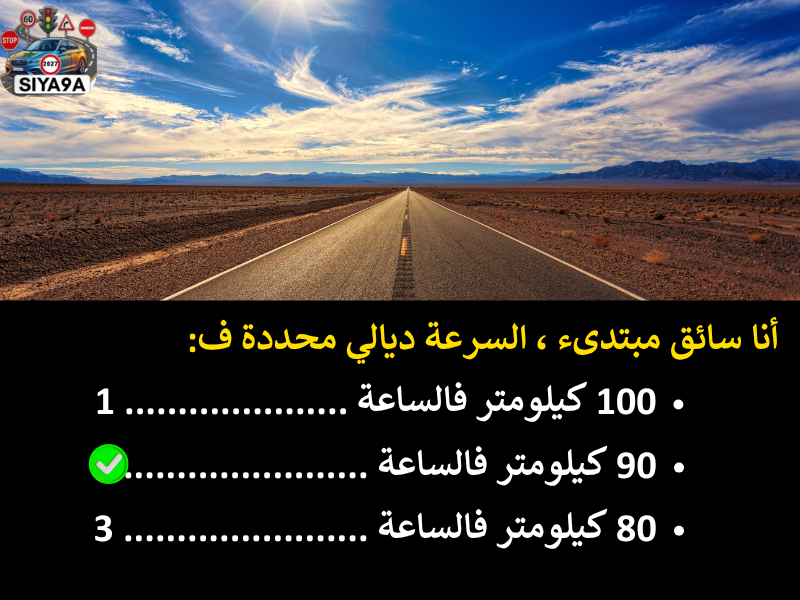 60
STOP
2027
SIYA9A
أنا سائق مبتدىء ، السرعة ديالي محددة ف:
• 100 كيلومتر فالساعة ..................... 1
• 90 كيلومتر فالساعة .......................
• 80 كيلومتر فالساعة ....................... 3